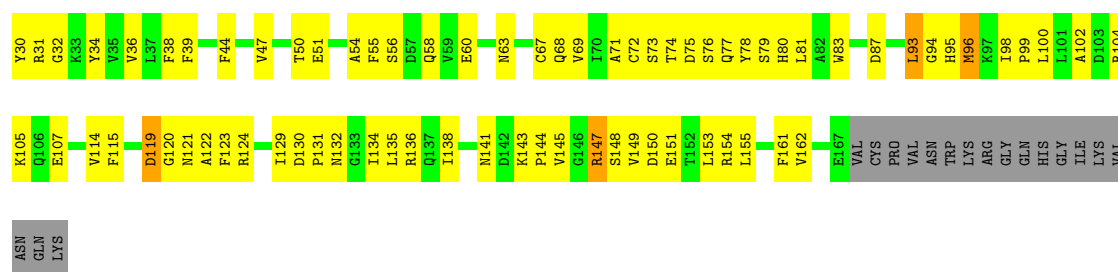 Y30 R31 G32 K33 Y34 V35 V36 L37 F38 F39 F44 V47 T50 E51 A54 F55 S56 D57 Q58 V59 E60 N63 C67 Q68 V69 I70 A71 C72 S73 T74 D75 S76 Q77 Y78 S79 H80 L81 A82 W83 D87 L93 G94 H95 M96 K97 I98 P99 L100 L101 A102 D103 R104
K105 Q106 E107 V114 F115 D119 G120 N121 A122 F123 R124 I129 D130 P131 N132 G133 I134 L135 R136 Q137 I138 N141 D142 K143 P144 V145 G146 R147 S148 V149 D150 E151 T152 L153 R154 L155 F161 V162 E167 VAL CYS PRO VAL ASN TRP LYS ARG GLY GLN HIS GLY ILE LYS VAL
ASN GLN LYS